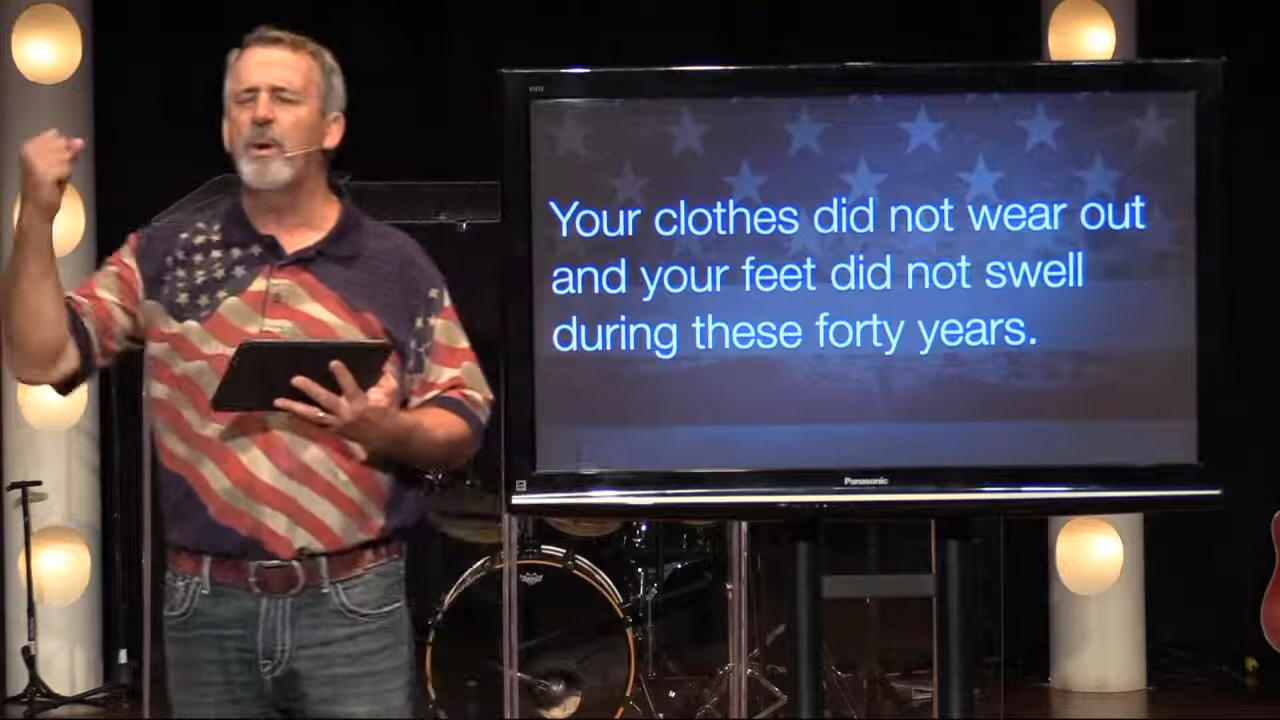 Your clothes did not wear out
and your feet did not swell
during these forty years.
Panasonic